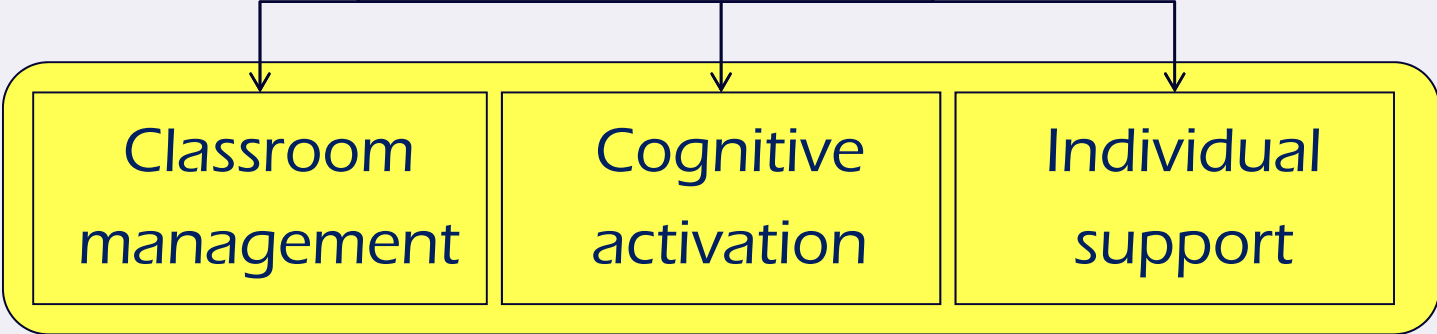 Classroom
management
Cognitive
activation
Individual
support